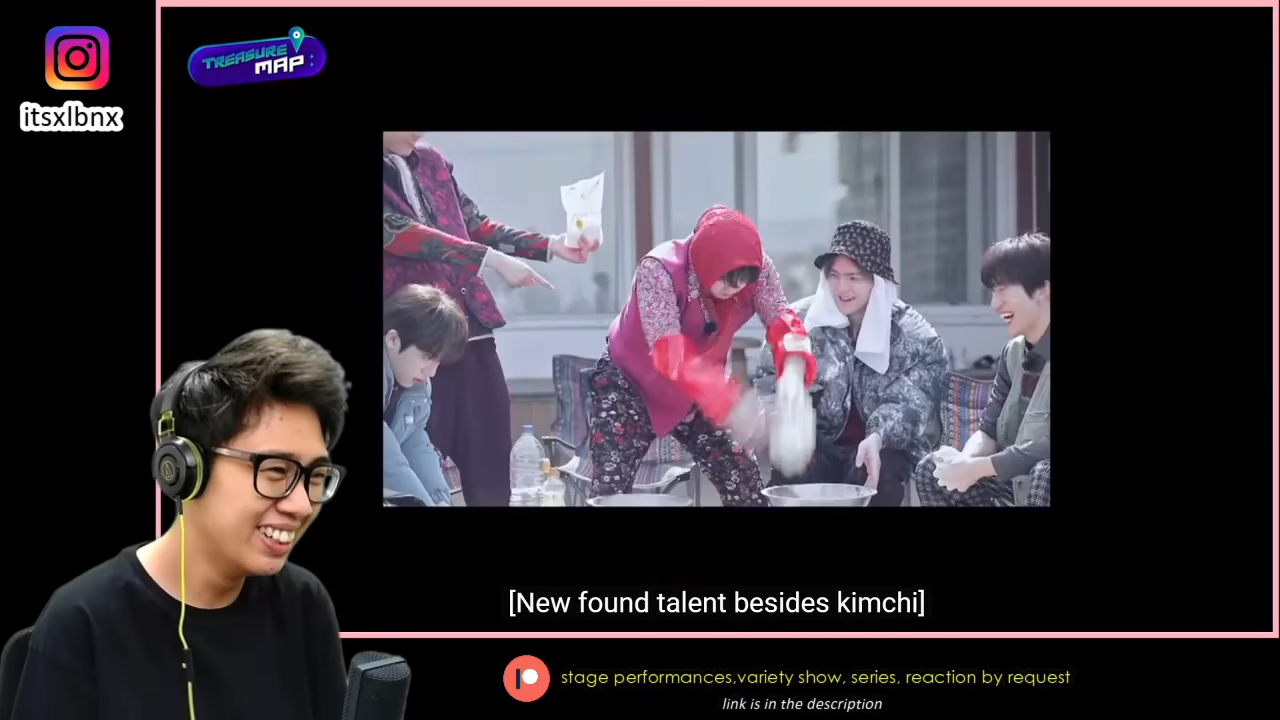 itsxlbnx
TREASURE
MAP
[New found talent besides kimchi]
stage performances,variety show, series, reaction by request
link is in the description